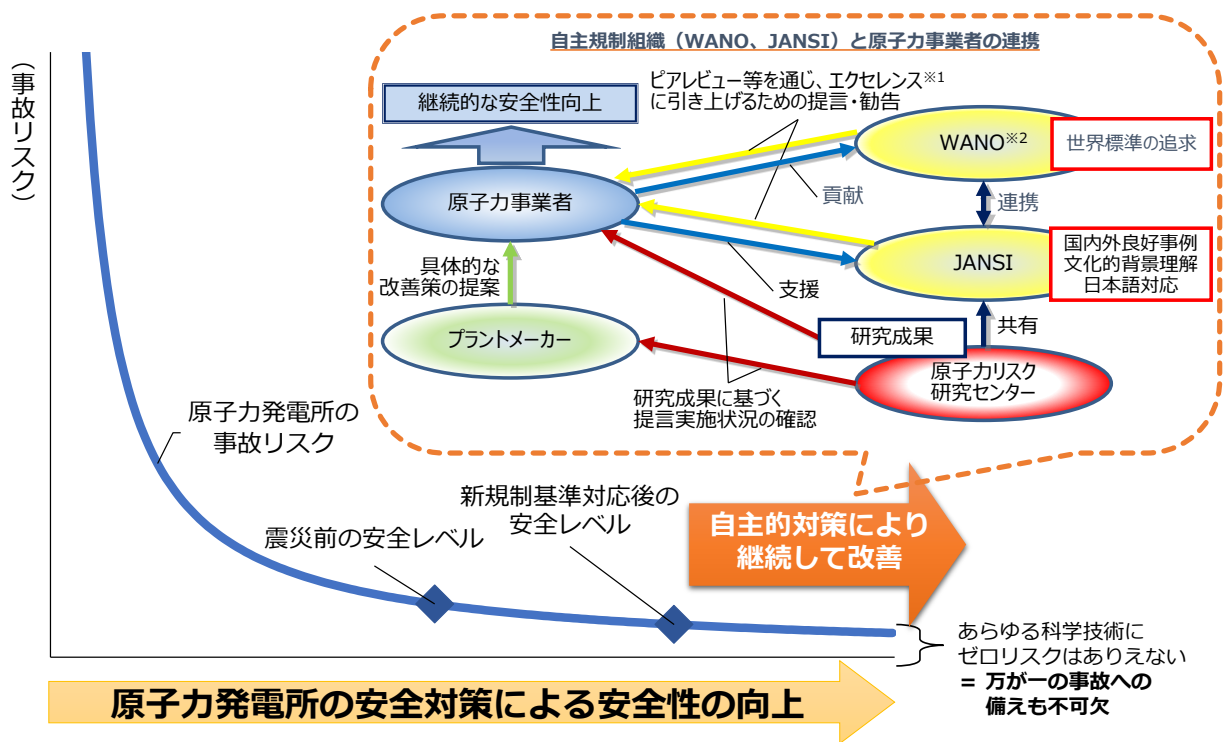 自主規制組織（WANO、JANSI）と原子力事業者の連携
（事故リスク）
ピアレビュー等を通じ、エクセレンス※1
に引き上げるための提言・勧告
継続的な安全性向上
WANO※2
世界標準の追求
原子力事業者
貢献
連携
国内外良好事例
文化的背景理解
日本語対応
JANSI
具体的な
改善策の提案
支援
プラントメーカー
研究成果
共有
原子力リスク
研究センター
研究成果に基づく
提言実施状況の確認
原子力発電所の
事故リスク
新規制基準対応後の
安全レベル
震災前の安全レベル
自主的対策により
継続して改善
あらゆる科学技術に
ゼロリスクはありえない
= 万が一の事故への
備えも不可欠
原子力発電所の安全対策による安全性の向上